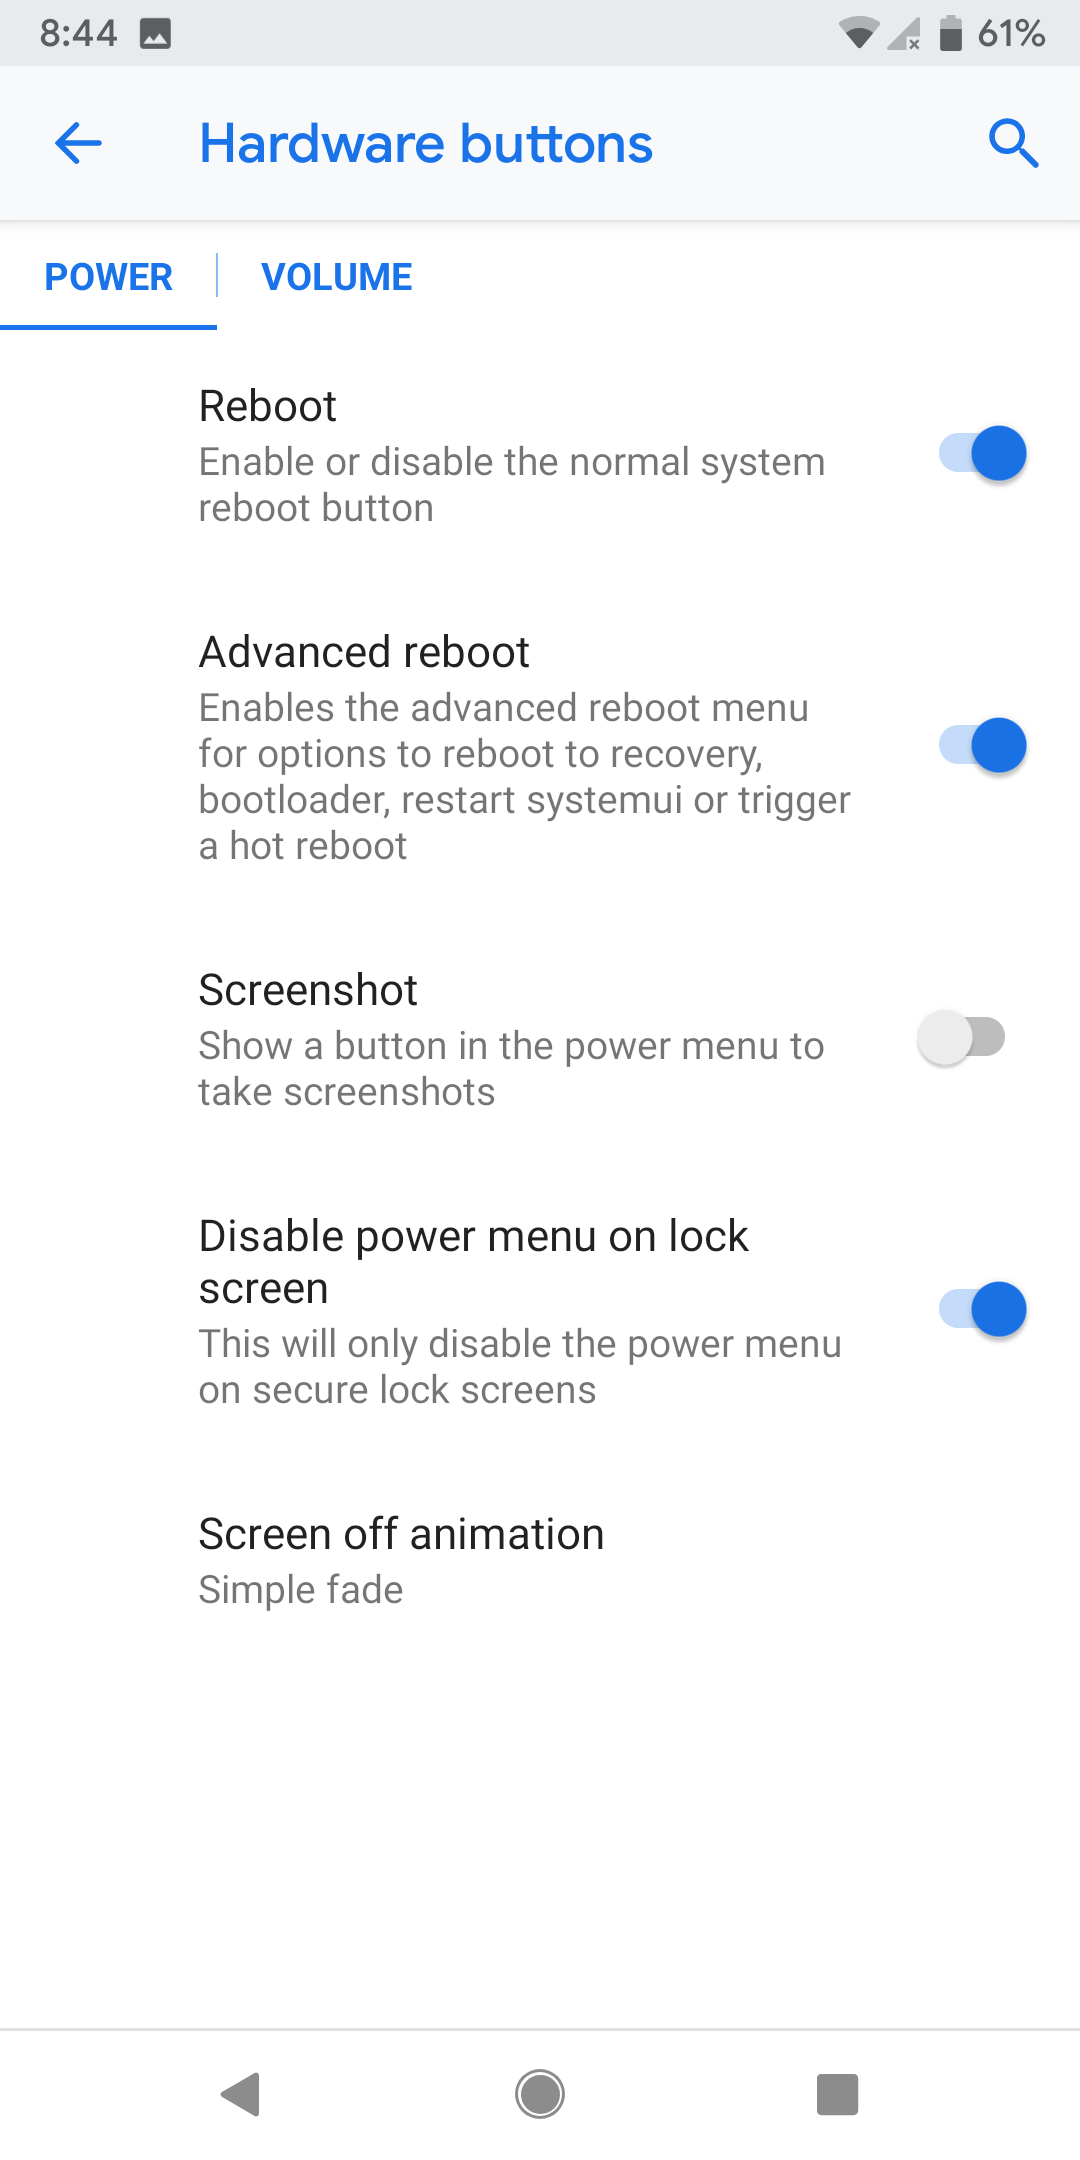 8:44 61%
Hardware buttons
POWER VOLUME
Reboot
Enable or disable the normal system
reboot button
Advanced reboot
Enables the advanced reboot menu
for options to reboot to recovery,
bootloader, restart systemui or trigger
a hot reboot
Screenshot
Show a button in the power menu to
take screenshots
Disable power menu on lock
screen
This will only disable the power menu
on secure lock screens
Screen off animation
Simple fade